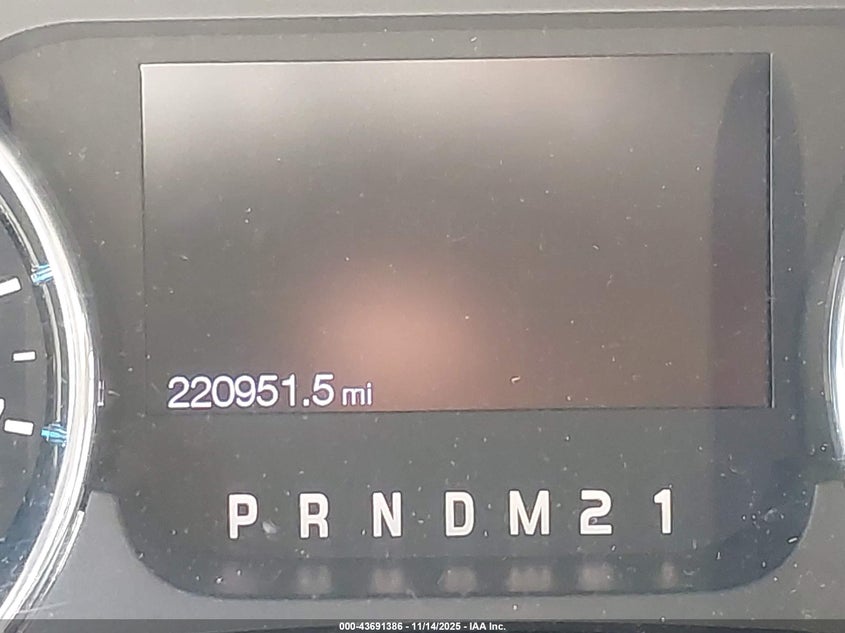 220951.5 mi
P R N D M 2 1
000-43691386 - 11/14/2025 - IAA Inc.